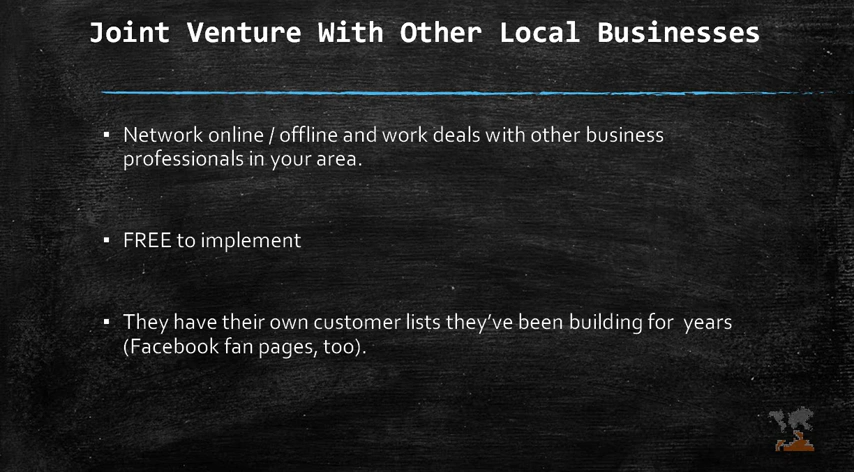 Joint Venture With Other Local Businesses
▪ Network online / offline and work deals with other business
professionals in your area.
▪ FREE to implement
▪ They have their own customer lists they’ve been building for  years
(Facebook fan pages, too).